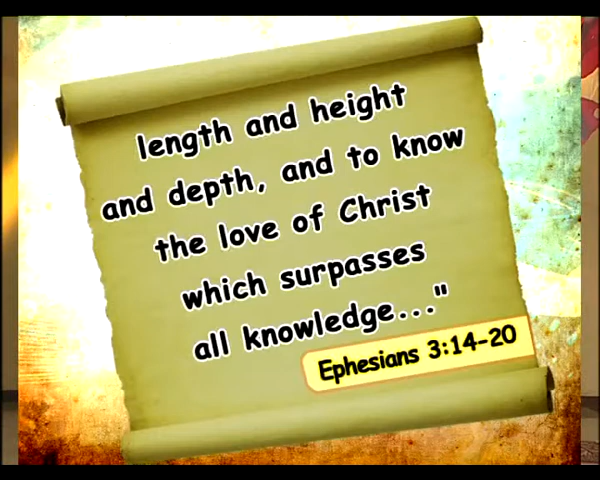 length and height
and depth, and to know
the love of Christ
which surpasses
all knowledge..."
Ephesians 3:14-20